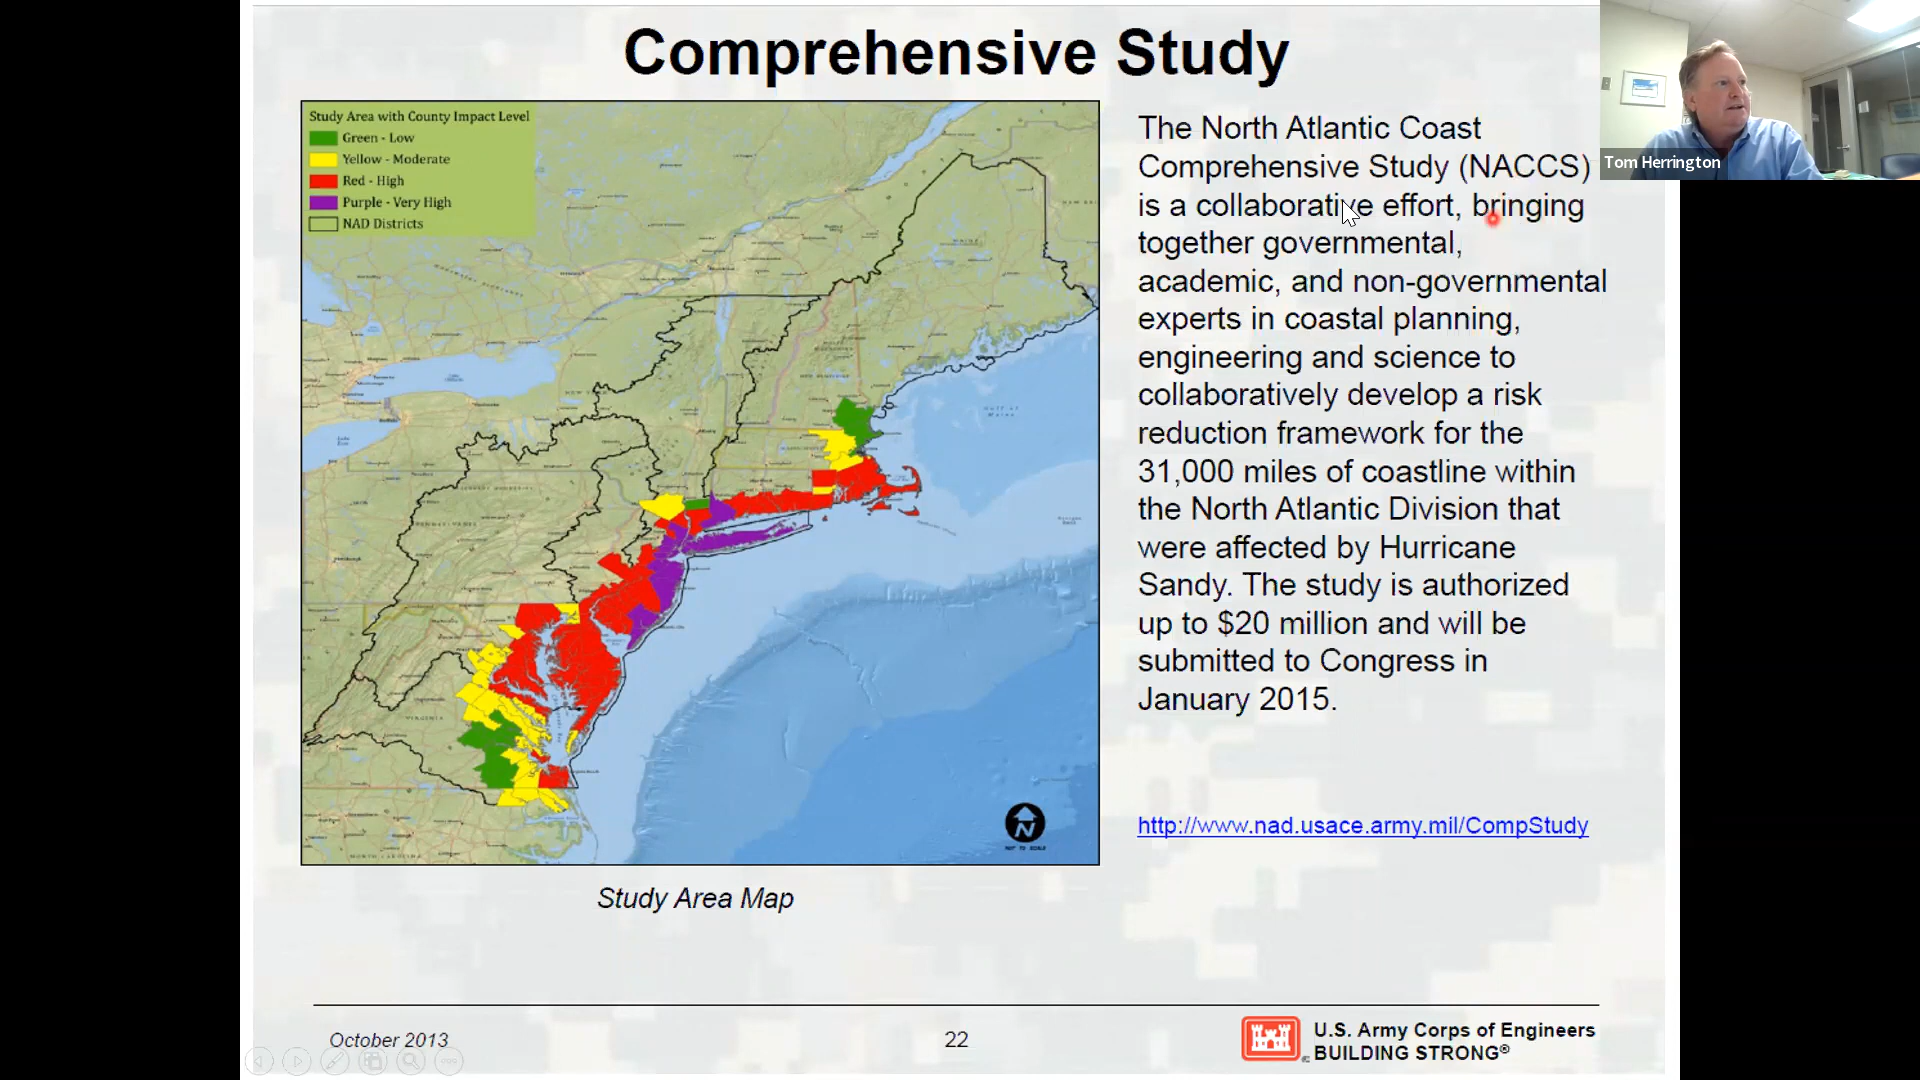 Comprehensive Study
Study Area with County Impact Level
Green - Low
Yellow - Moderate
Red - High
Purple - Very High
NAD Districts
NOT TO SCALE
N
Study Area Map
The North Atlantic Coast
Comprehensive Study (NACCS)
is a collaborative effort, bringing
together governmental,
academic, and non-governmental
experts in coastal planning,
engineering and science to
collaboratively develop a risk
reduction framework for the
31,000 miles of coastline within
the North Atlantic Division that
were affected by Hurricane
Sandy. The study is authorized
up to $20 million and will be
submitted to Congress in
January 2015.
http://www.nad.usace.army.mil/CompStudy
Tom Herrington
October 2013
22
U.S. Army Corps of Engineers
BUILDING STRONG®